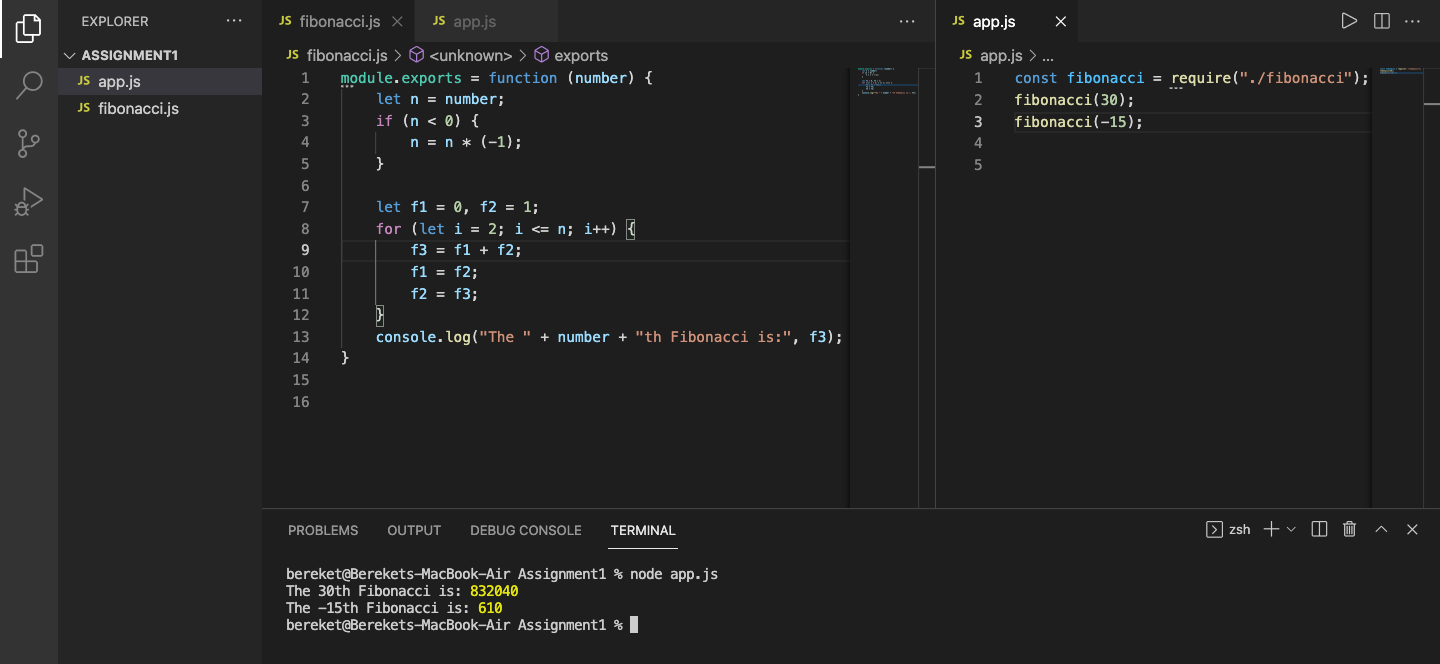 EXPLORER ...
ASSIGNMENT1
JS app.js
JS fibonacci.js
JS fibonacci.js JS app.js ...
JS fibonacci.js > <unknown> > exports
1 module.exports = function (number) {
2 let n = number;
3 if (n < 0) {
4 n = n * (-1);
5 }
6
7 let f1 = 0, f2 = 1;
8 for (let i = 2; i <= n; i++) {
9 f3 = f1 + f2;
10 f1 = f2;
11 f2 = f3;
12 }
13 console.log("The " + number + "th Fibonacci is:", f3);
14 }
15
16
JS app.js ...
JS app.js > ...
1 const fibonacci = require("./fibonacci");
2 fibonacci(30);
3 fibonacci(-15);
4
5
PROBLEMS OUTPUT DEBUG CONSOLE TERMINAL zsh
bereket@Berekets-MacBook-Air Assignment1 % node app.js
The 30th Fibonacci is: 832040
The -15th Fibonacci is: 610
bereket@Berekets-MacBook-Air Assignment1 %